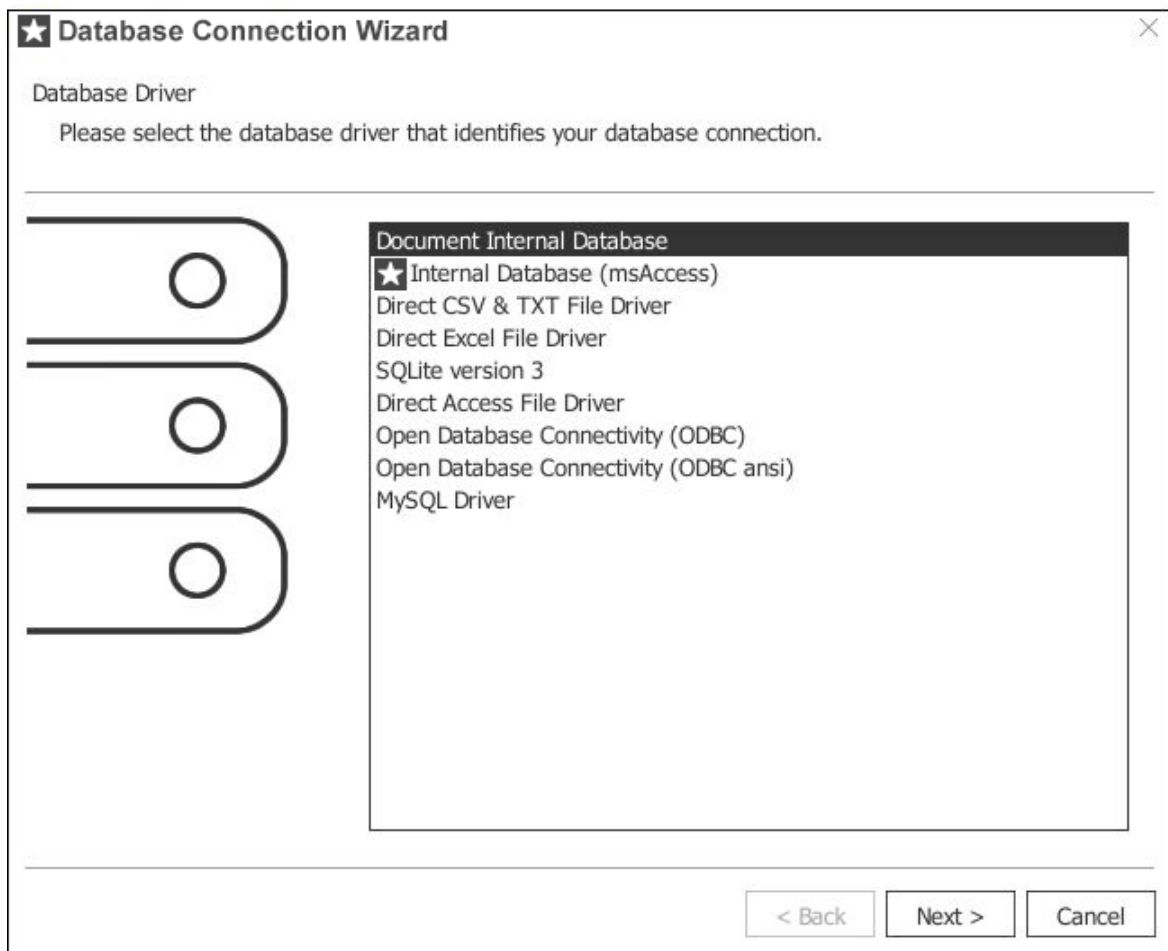 Database Connection Wizard
Database Driver
Please select the database driver that identifies your database connection.
Document Internal Database
Internal Database (msAccess)
Direct CSV & TXT File Driver
Direct Excel File Driver
SQLite version 3
Direct Access File Driver
Open Database Connectivity (ODBC)
Open Database Connectivity (ODBC ansi)
MySQL Driver
< Back Next > Cancel